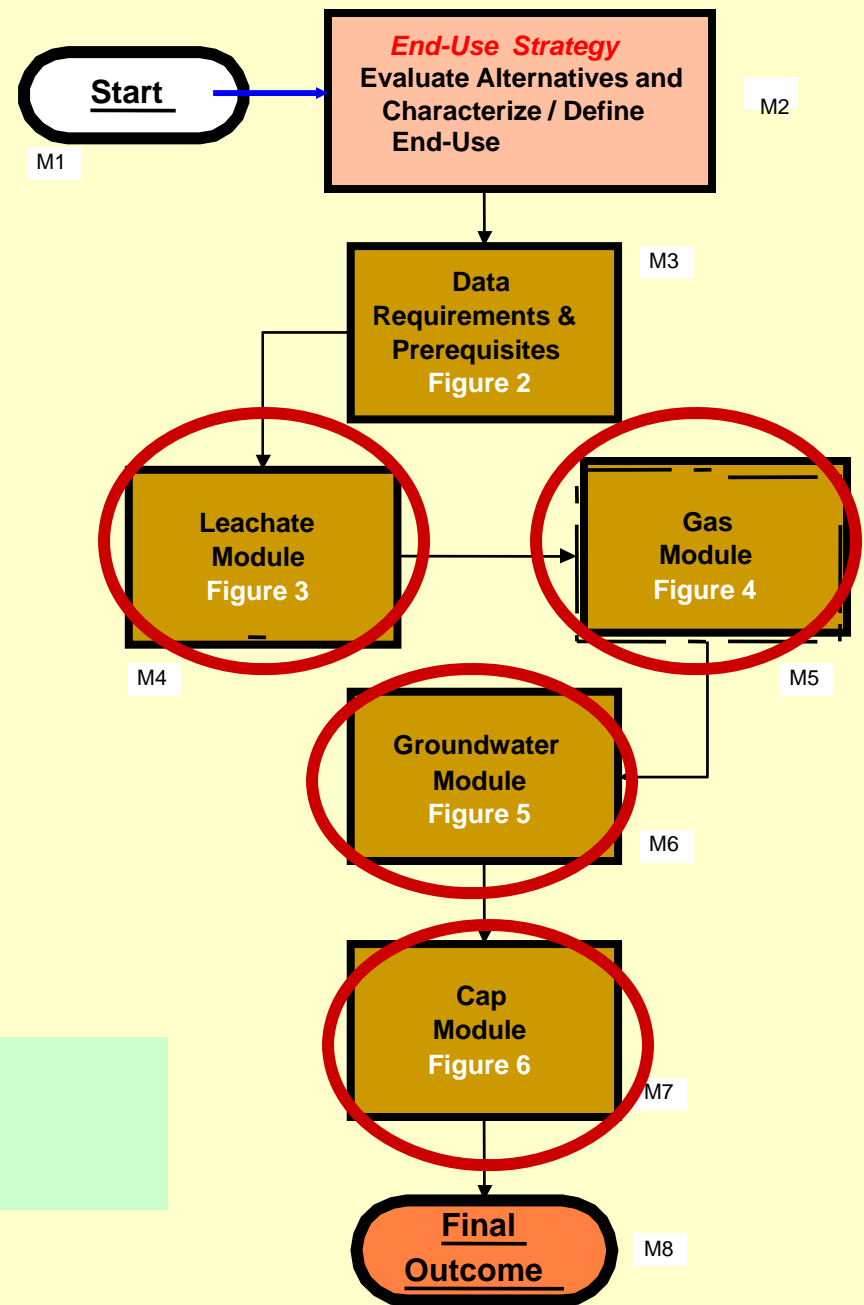 End-Use Strategy
Evaluate Alternatives and
Characterize / Define
End-Use
Start
M2
M1
M3
Data
Requirements &
Prerequisites
Figure 2
Leachate
Module
Figure 3
Gas
Module
Figure 4
M4
M5
Groundwater
Module
Figure 5
M6
Cap
Module
Figure 6
M7
Final
Outcome
M8